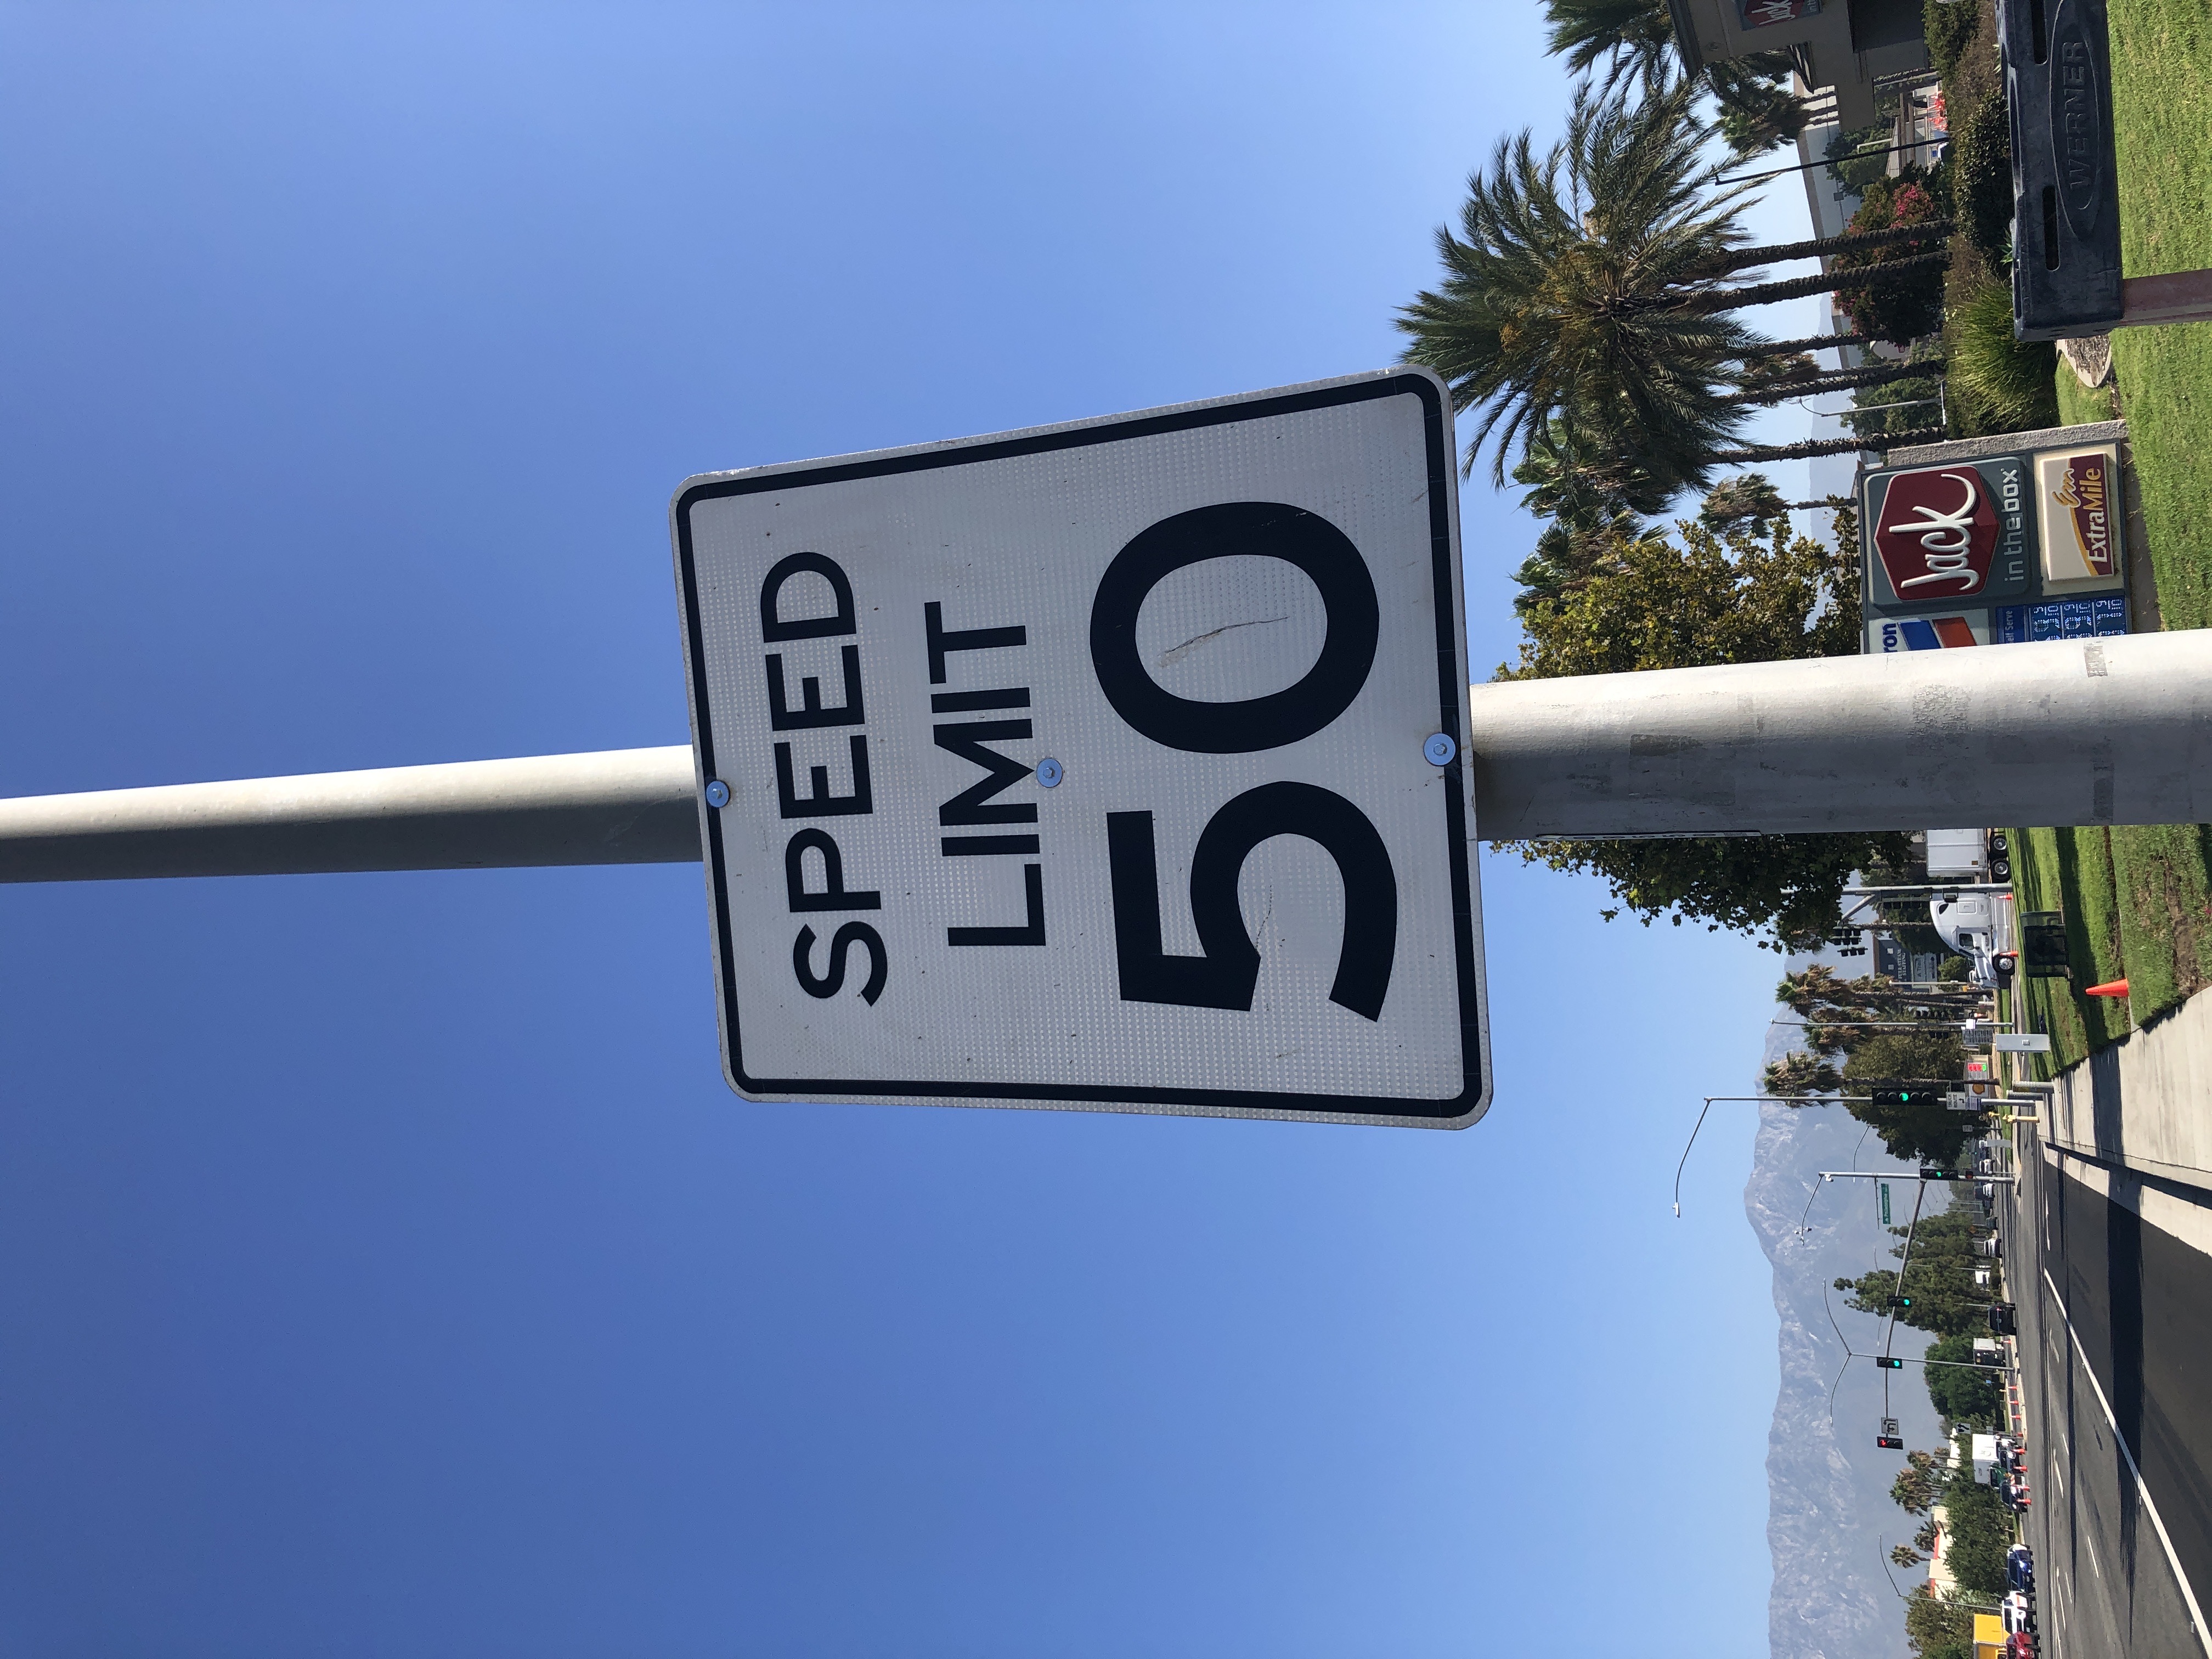 SPEED
LIMIT
50
Jack
in the box
ExtraMile
WERNER